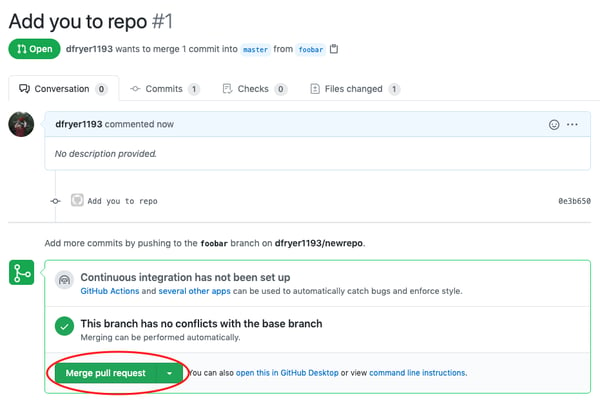 Add you to repo #1
Open dfryer1193 wants to merge 1 commit into master from foobar
Conversation 0 Commits 1 Checks 0 Files changed 1
dfryer1193 commented now
No description provided.
Add you to repo 0e3b650
Add more commits by pushing to the foobar branch on dfryer1193/newrepo.
Continuous integration has not been set up
GitHub Actions and several other apps can be used to automatically catch bugs and enforce style.
This branch has no conflicts with the base branch
Merging can be performed automatically.
Merge pull request You can also open this in GitHub Desktop or view command line instructions.